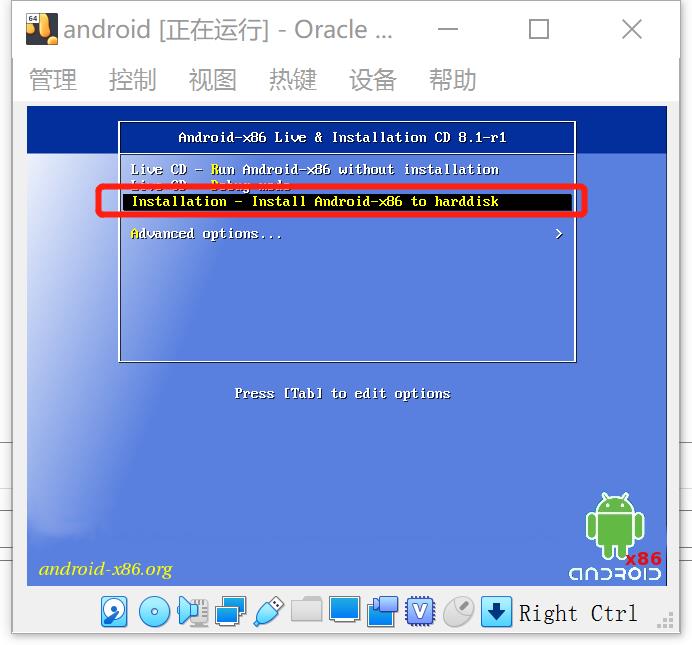 64
android [正在运行] - Oracle ...
管理 控制 视图 热键 设备 帮助
Android-x86 Live & Installation CD 8.1-r1
Live CD - Run Android-x86 without installation
Live CD - Debug mode
Installation - Install Android-x86 to harddisk
Advanced options... >
Press [Tab] to edit options
x86
android
android-x86.org
V
Right Ctrl